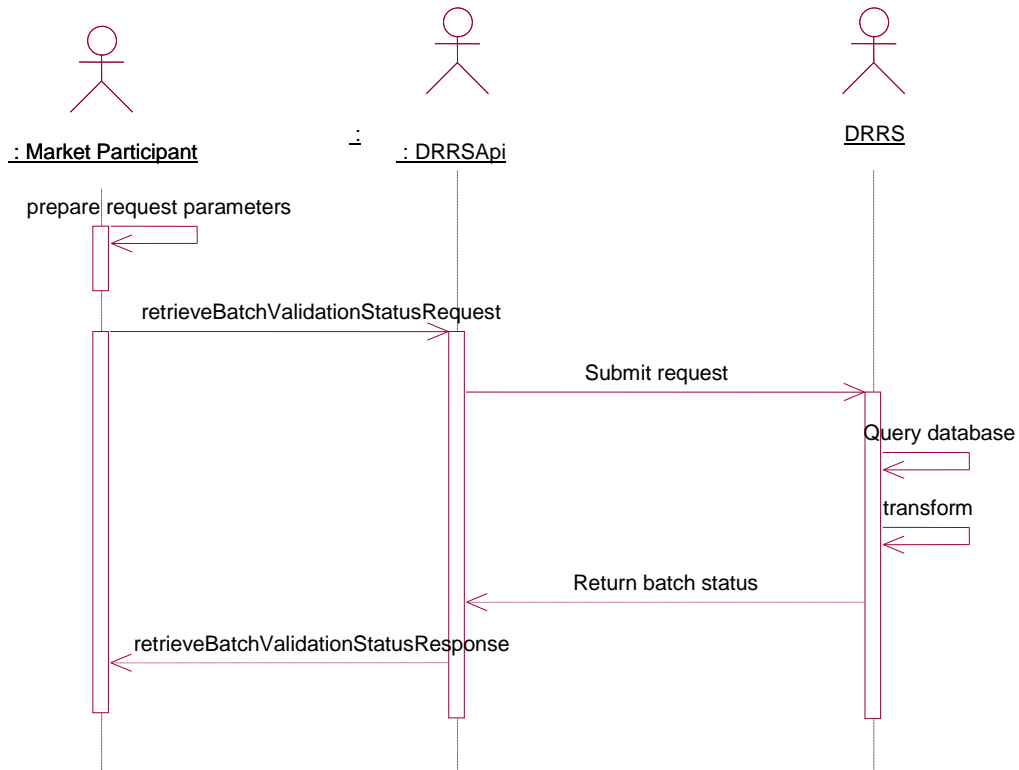 DRRS
:
: Market Participant
: DRRSApi
prepare request parameters
retrieveBatchValidationStatusRequest
Submit request
Query database
transform
Return batch status
retrieveBatchValidationStatusResponse